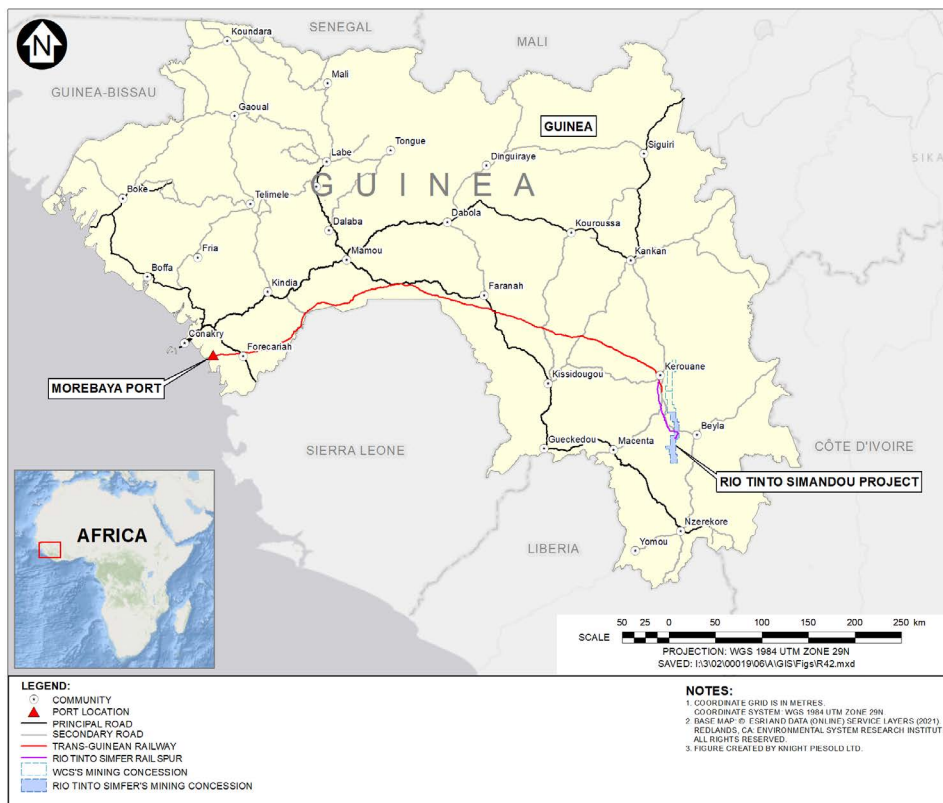 N
SENEGAL
MALI
GUINEA-BISSAU
Koundara
Mali
Gaoual
Tongue
GUINEA
Labe
Dinguiraye
Siguiri
SIKA
GUINEA
Boke
Telimele
Dabola
Dalaba
Kouroussa
Fria
Mamou
Kankan
Boffa
Kindia
Faranah
Conakry
Forecariah
MOREBAYA PORT
Kerouane
Kissidougou
Beyla
Gueckedou
Macenta
SIERRA LEONE
CÔTE D'IVOIRE
RIO TINTO SIMANDOU PROJECT
Nzerekore
LIBERIA
Yomou
AFRICA
50 25 0 50 100 150 200 250 km
SCALE
PROJECTION: WGS 1984 UTM ZONE 29N
SAVED: I:\3\02\00019\06\A\GIS\Figs\R42.mxd
LEGEND:
COMMUNITY
PORT LOCATION
PRINCIPAL ROAD
SECONDARY ROAD
TRANS-GUINEAN RAILWAY
RIO TINTO SIMFER RAIL SPUR
WCS'S MINING CONCESSION
RIO TINTO SIMFER'S MINING CONCESSION
NOTES:
1. COORDINATE GRID IS IN METRES.
COORDINATE SYSTEM: WGS 1984 UTM ZONE 29N.
2. BASE MAP: © ESRI AND DATA (ONLINE) SERVICE LAYERS (2021).
REDLANDS, CA: ENVIRONMENTAL SYSTEM RESEARCH INSTITUT
ALL RIGHTS RESERVED.
3. FIGURE CREATED BY KNIGHT PIESOLD LTD.